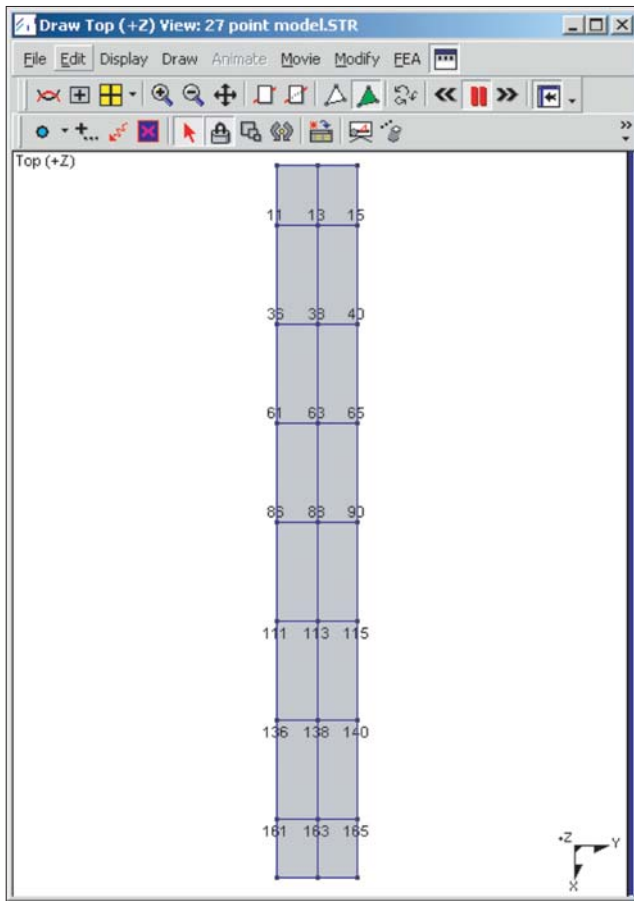 Draw Top (+Z) View: 27 point model.STR
File Edit Display Draw Animate Movie Modify FEA
Top (+Z)
11 13 15
36 38 40
61 63 65
86 88 90
111 113 115
136 138 140
161 163 165
+Z
Y
X